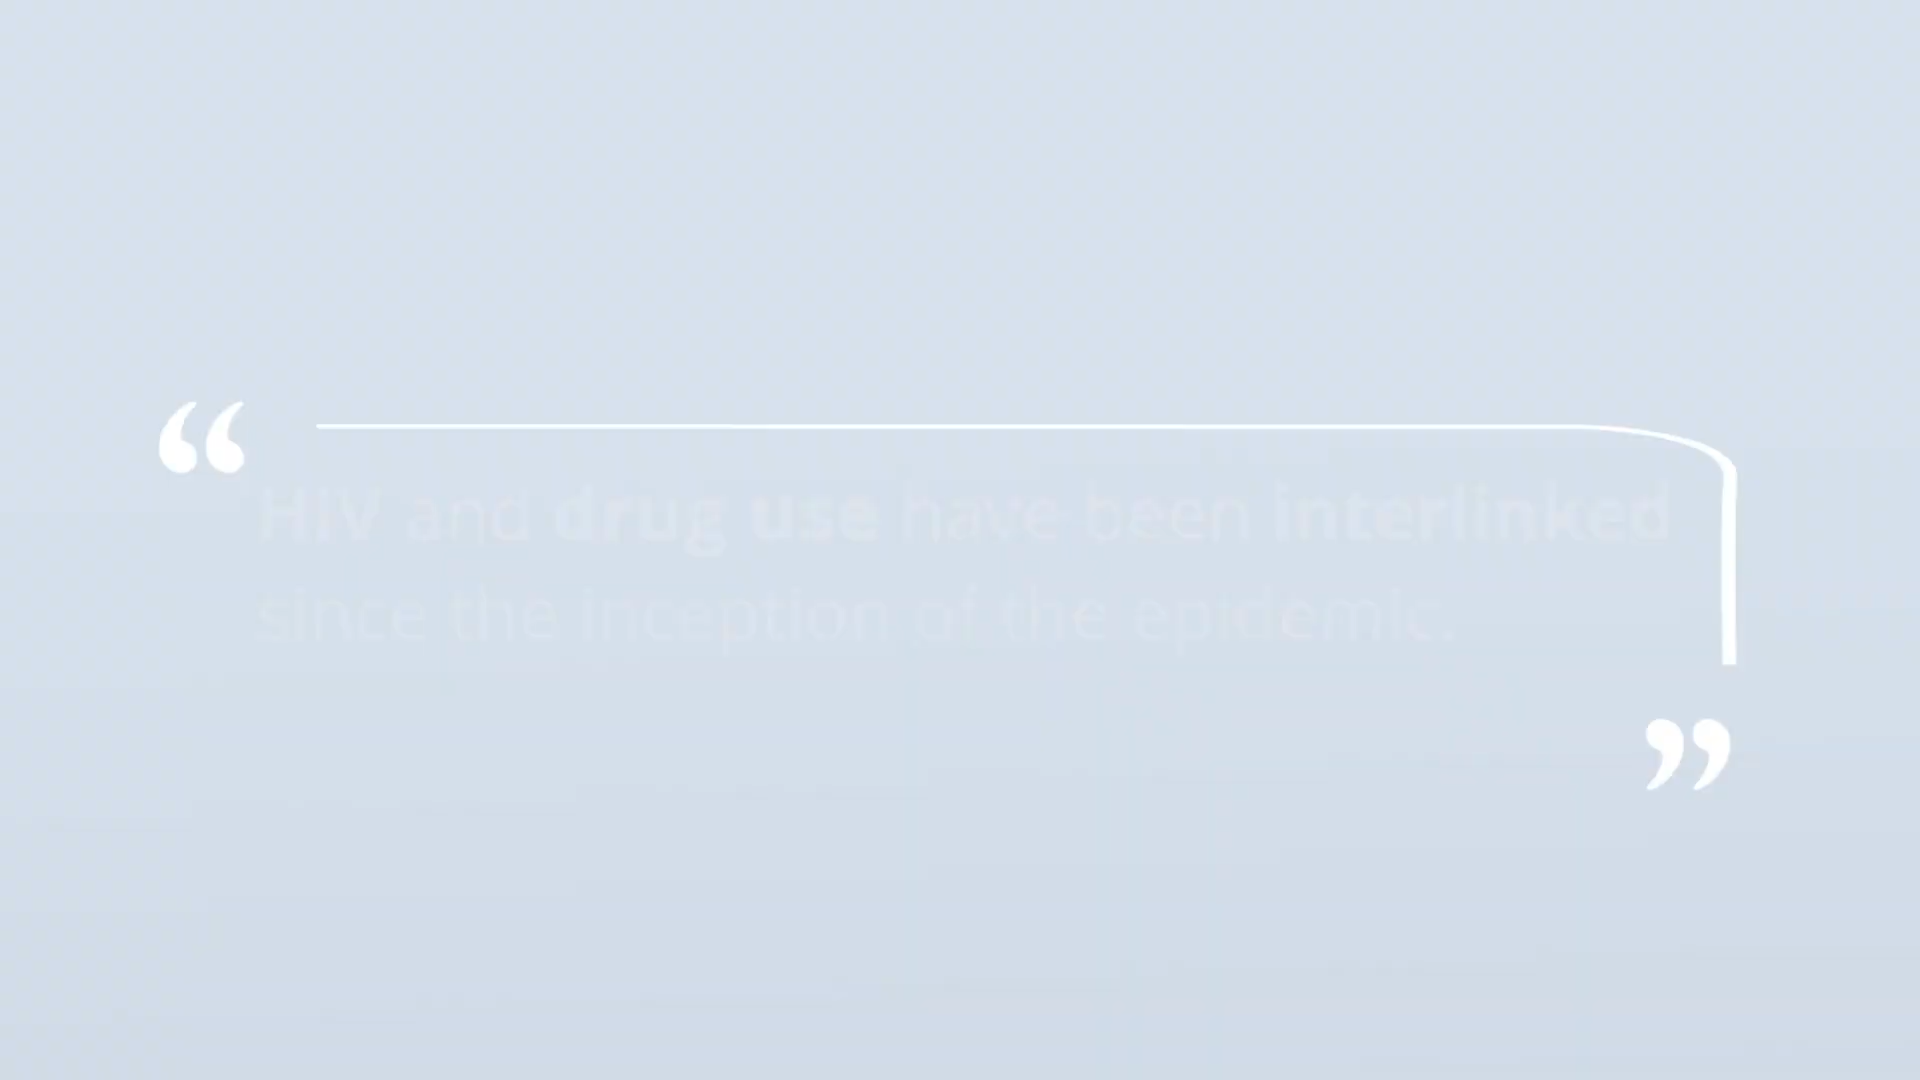 “HIV and drug use have been interlinked
since the inception of the epidemic.”